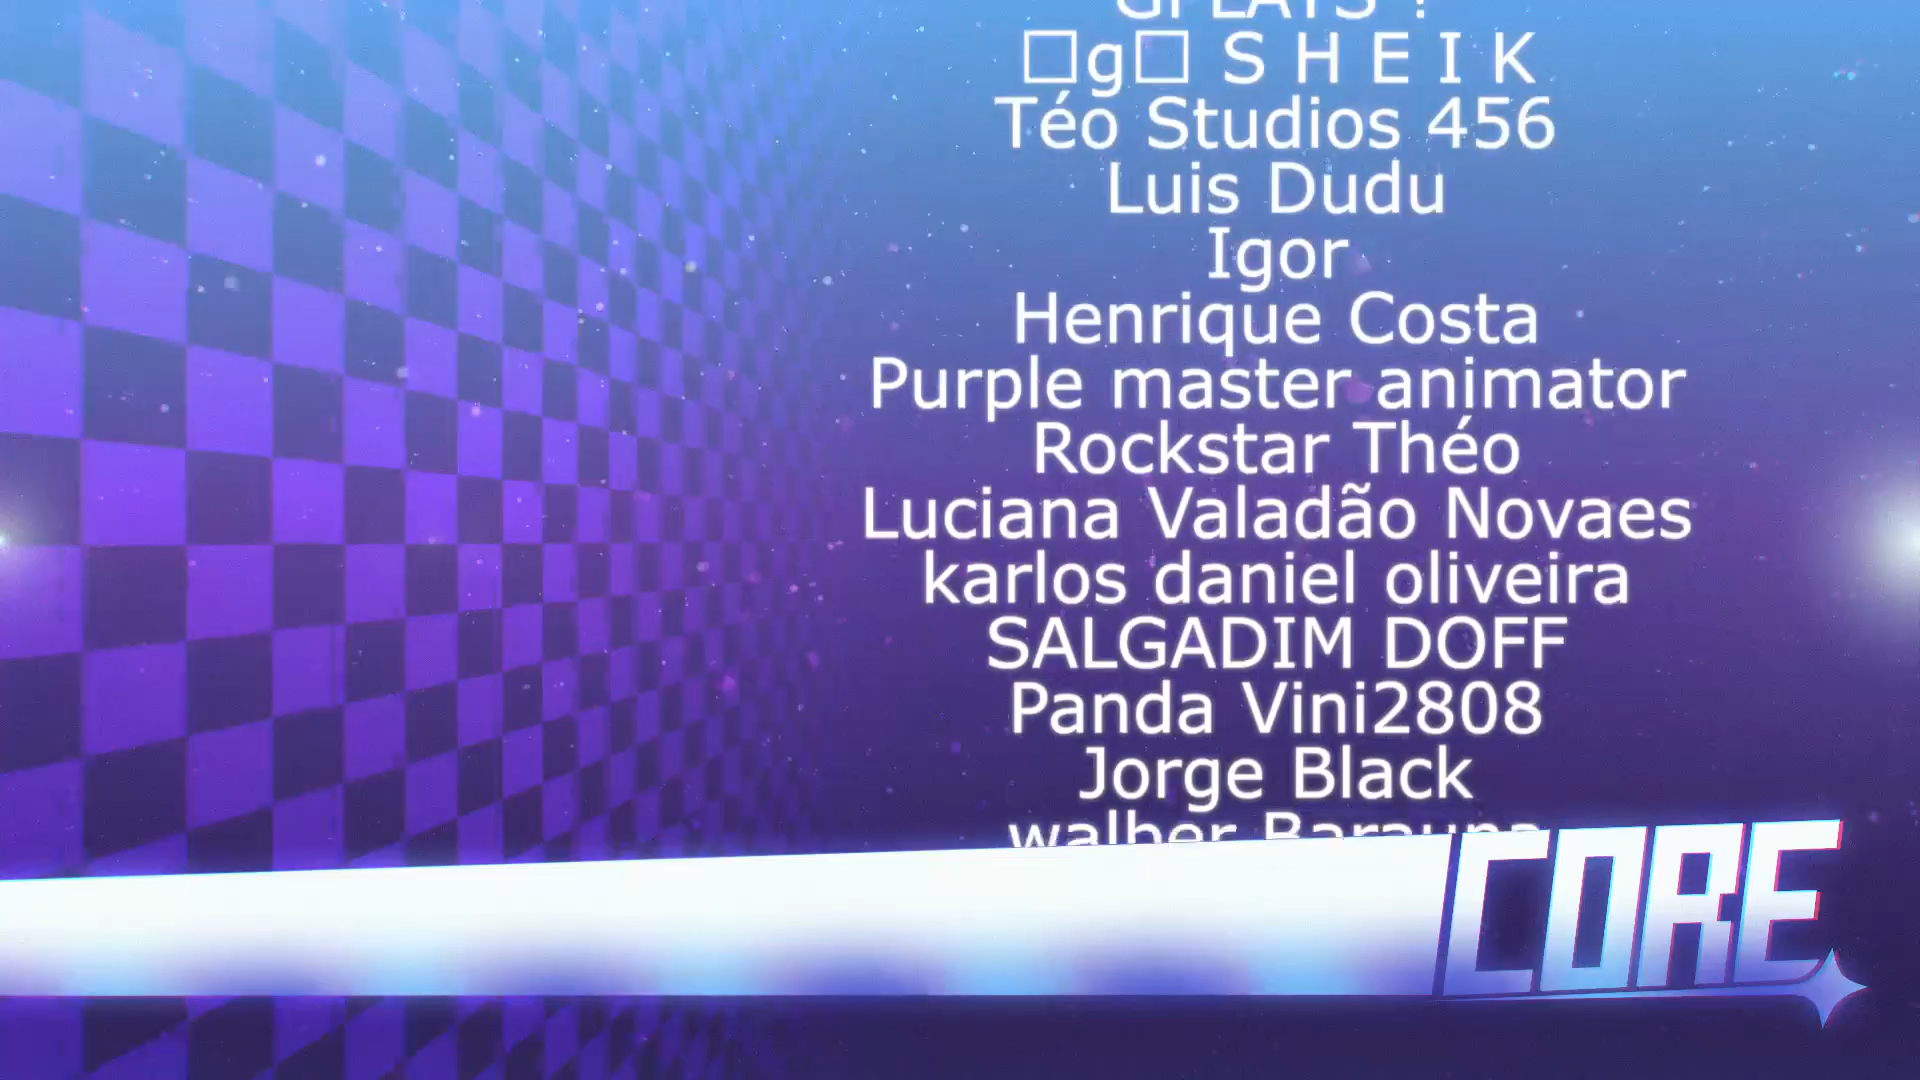 □g□ S H E I K
Téo Studios 456
Luis Dudu
Igor
Henrique Costa
Purple master animator
Rockstar Théo
Luciana Valadão Novaes
karlos daniel oliveira
SALGADIM DOFF
Panda Vini2808
Jorge Black
walber
CORE